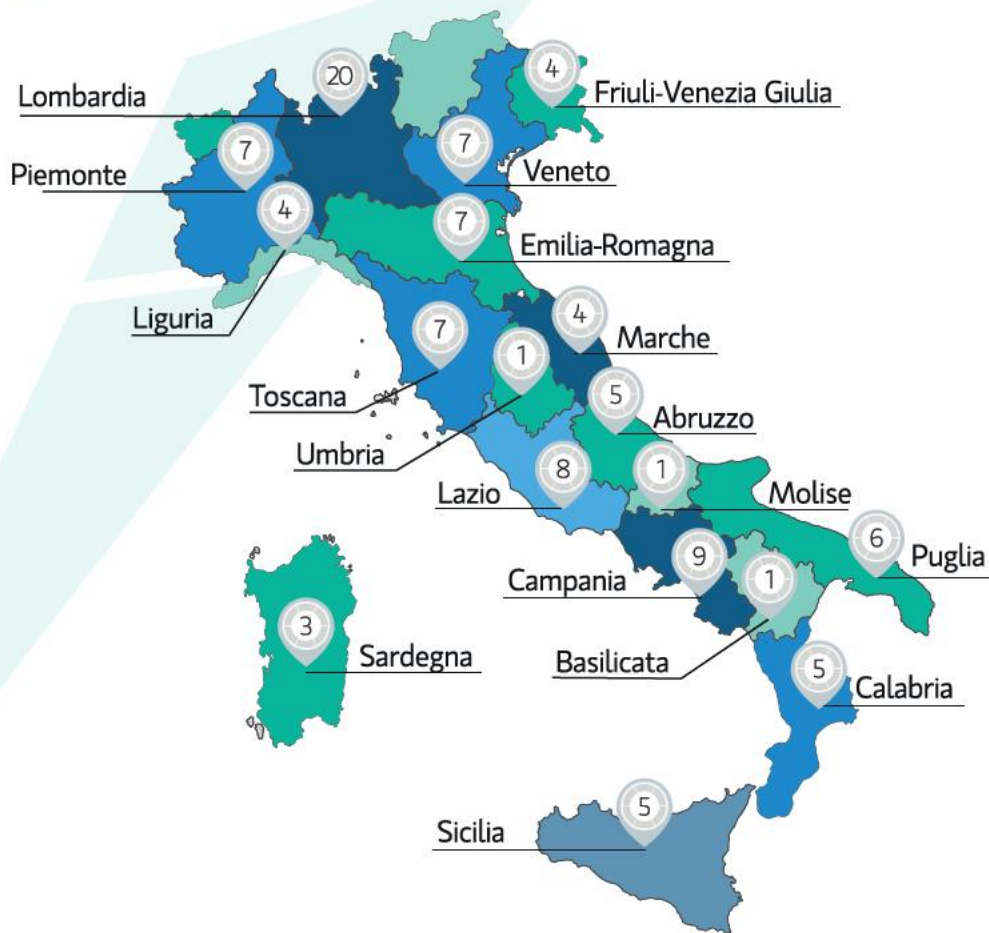 20
Lombardia
4
Friuli-Venezia Giulia
7
Piemonte
7
Veneto
4
Liguria
7
Emilia-Romagna
7
Toscana
4
Marche
1
Umbria
5
Abruzzo
8
Lazio
1
Molise
9
Campania
6
Puglia
1
Basilicata
3
Sardegna
5
Calabria
5
Sicilia